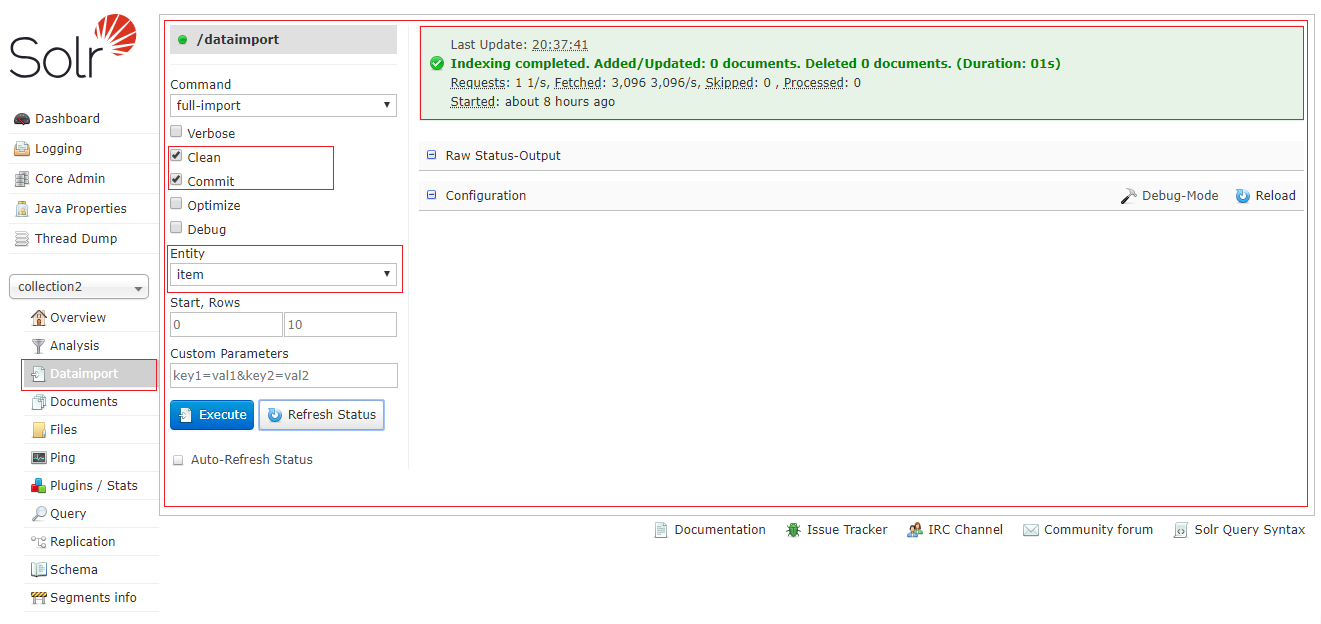 Solr
Dashboard
Logging
Core Admin
Java Properties
Thread Dump
collection2
Overview
Analysis
Dataimport
Documents
Files
Ping
Plugins / Stats
Query
Replication
Schema
Segments info
/dataimport
Command
full-import
Verbose
Clean
Commit
Optimize
Debug
Entity
item
Start, Rows
0 10
Custom Parameters
key1=val1&key2=val2
Execute Refresh Status
Auto-Refresh Status
Last Update: 20:37:41
Indexing completed. Added/Updated: 0 documents. Deleted 0 documents. (Duration: 01s)
Requests: 1 1/s, Fetched: 3,096 3,096/s, Skipped: 0 , Processed: 0
Started: about 8 hours ago
Raw Status-Output
Configuration Debug-Mode Reload
Documentation Issue Tracker IRC Channel Community forum Solr Query Syntax